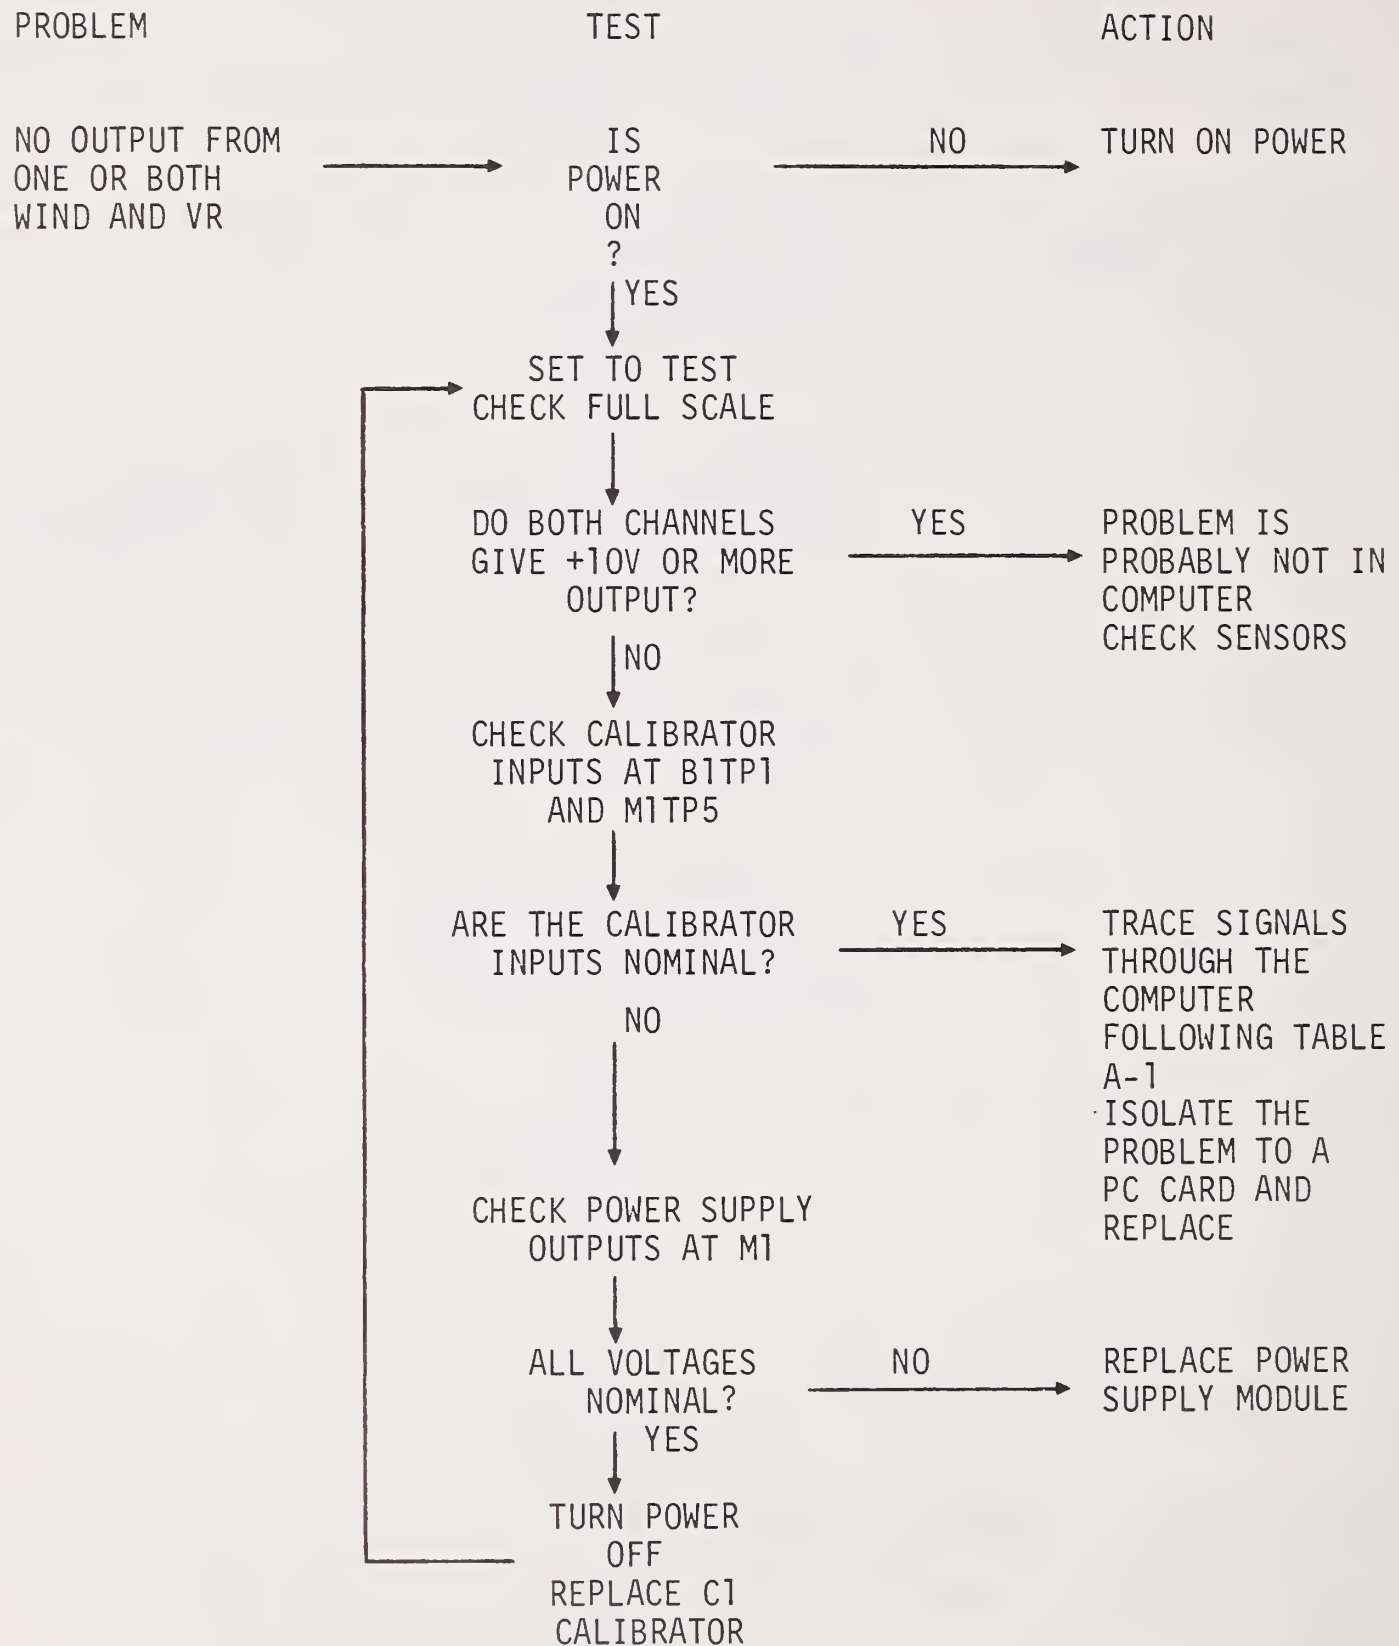 PROBLEM
TEST
ACTION
NO OUTPUT FROM
ONE OR BOTH
WIND AND VR
IS
POWER
ON
?
NO
TURN ON POWER
YES
SET TO TEST
CHECK FULL SCALE
DO BOTH CHANNELS
GIVE +10V OR MORE
OUTPUT?
YES
PROBLEM IS
PROBABLY NOT IN
COMPUTER
CHECK SENSORS
NO
CHECK CALIBRATOR
INPUTS AT B1TP1
AND M1TP5
ARE THE CALIBRATOR
INPUTS NOMINAL?
YES
TRACE SIGNALS
THROUGH THE
COMPUTER
FOLLOWING TABLE
A-1
ISOLATE THE
PROBLEM TO A
PC CARD AND
REPLACE
NO
CHECK POWER SUPPLY
OUTPUTS AT M1
ALL VOLTAGES
NOMINAL?
NO
REPLACE POWER
SUPPLY MODULE
YES
TURN POWER
OFF
REPLACE C1
CALIBRATOR